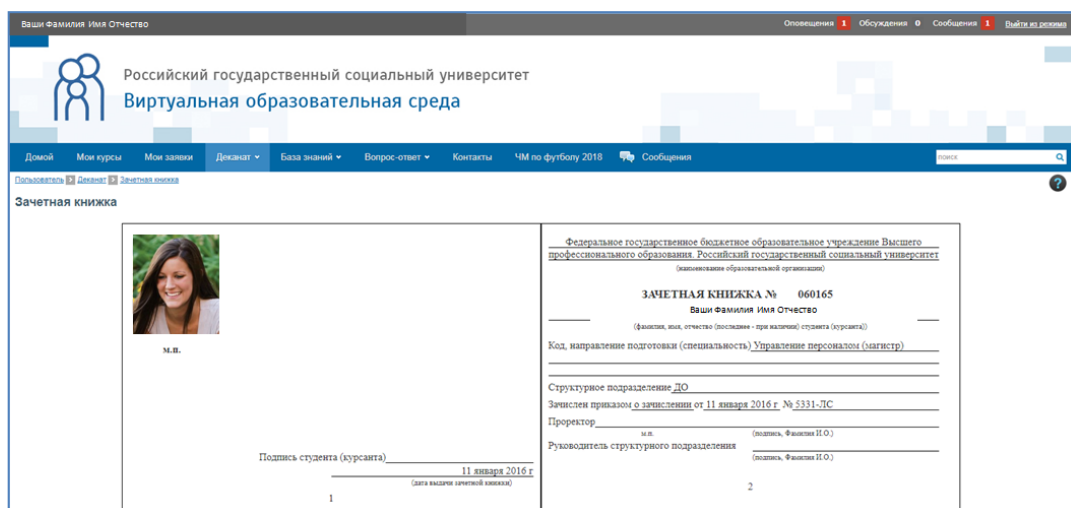 Ваши Фамилия Имя Отчество
Оповещения 1 Обсуждения 0 Сообщения 1 Выйти из режима
Российский государственный социальный университет
Виртуальная образовательная среда
Домой Мои курсы Мои заявки Деканат База знаний Вопрос-ответ Контакты ЧМ по футболу 2018 Сообщения поиск
Пользователь Деканат Зачетная книжка
?
Зачетная книжка
м.п.
Подпись студента (курсанта)
11 января 2016 г
(дата выдачи зачетной книжки)
1
Федеральное государственное бюджетное образовательное учреждение Высшего
профессионального образования. Российский государственный социальный университет
(наименование образовательной организации)
ЗАЧЕТНАЯ КНИЖКА № 060165
Ваши Фамилия Имя Отчество
(фамилия, имя, отчество (последнее - при наличии) студента (курсанта))
Код, направление подготовки (специальность) Управление персоналом (магистр)
Структурное подразделение ДО
Зачислен приказом о зачислении от 11 января 2016 г № 5331-ЛС
Проректор
м.п. (подпись, Фамилия И.О.)
Руководитель структурного подразделения
(подпись, Фамилия И.О.)
2